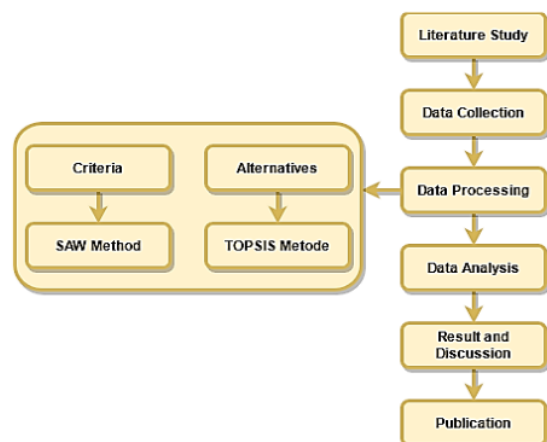 Literature Study
Data Collection
Criteria
Alternatives
Data Processing
SAW Method
TOPSIS Metode
Data Analysis
Result and
Discussion
Publication